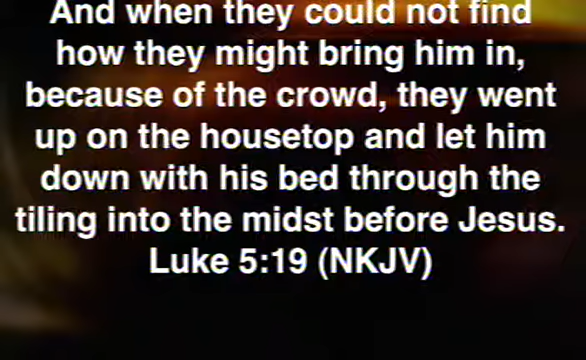 And when they could not find
how they might bring him in,
because of the crowd, they went
up on the housetop and let him
down with his bed through the
tiling into the midst before Jesus.
Luke 5:19 (NKJV)